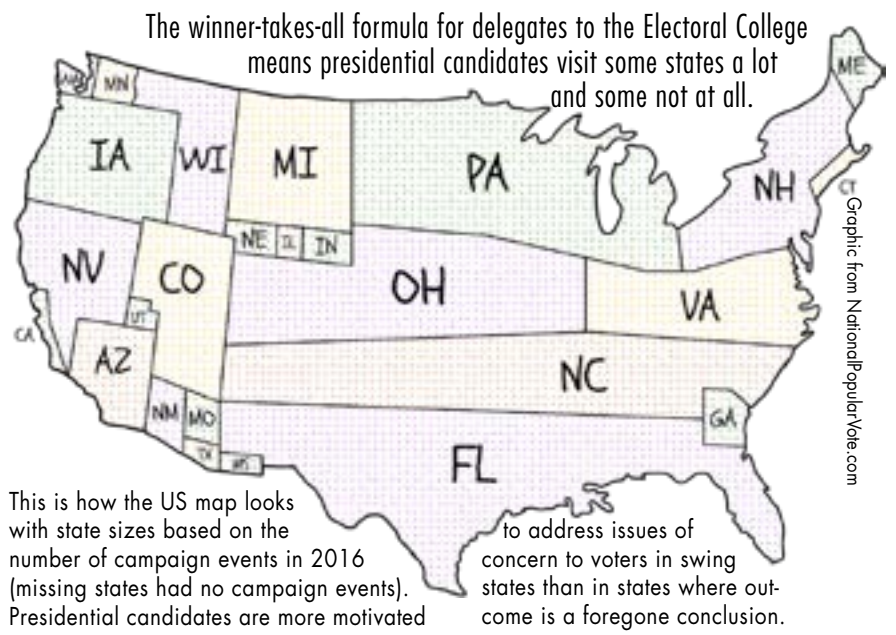 The winner-takes-all formula for delegates to the Electoral College
means presidential candidates visit some states a lot
and some not at all.
ME
WA MN
IA WI MI PA NH CT
NE IL IN
NV CO OH VA
UT
CA AZ NC
NM MO GA
TX FL
Graphic from NationalPopularVote.com
This is how the US map looks
with state sizes based on the
number of campaign events in 2016
(missing states had no campaign events).
Presidential candidates are more motivated
to address issues of
concern to voters in swing
states than in states where out-
come is a foregone conclusion.